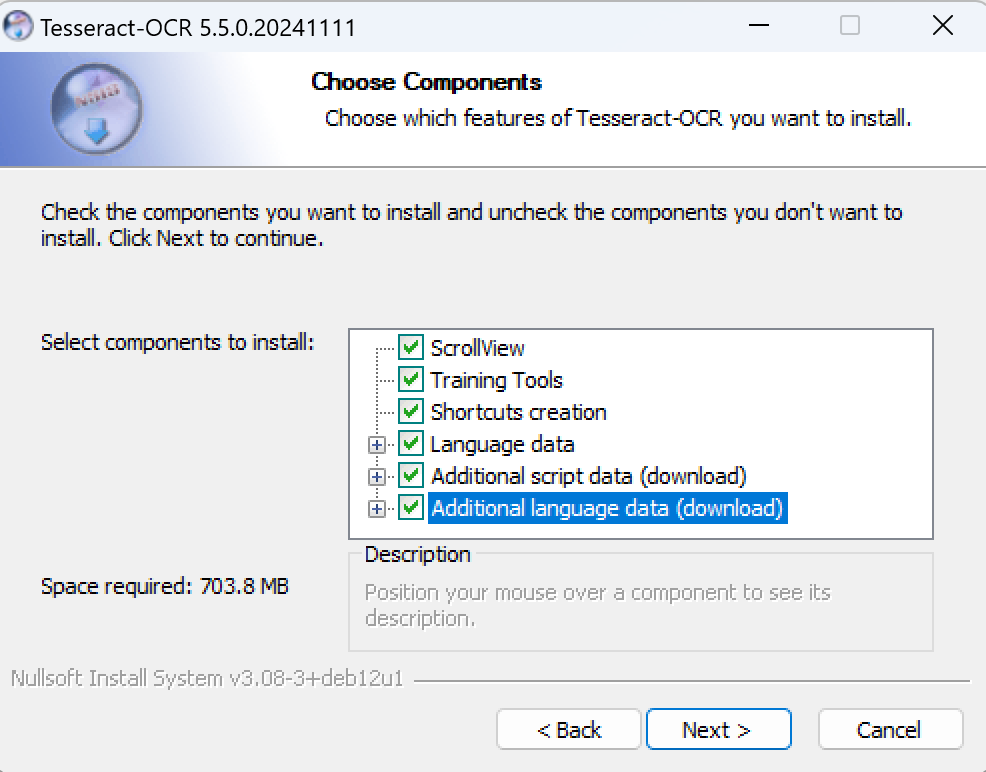 Tesseract-OCR 5.5.0.20241111
Choose Components
Choose which features of Tesseract-OCR you want to install.
Check the components you want to install and uncheck the components you don't want to
install. Click Next to continue.
Select components to install:
ScrollView
Training Tools
Shortcuts creation
Language data
Additional script data (download)
Additional language data (download)
Space required: 703.8 MB
Description
Position your mouse over a component to see its
description.
Nullsoft Install System v3.08-3+deb12u1
< Back
Next >
Cancel